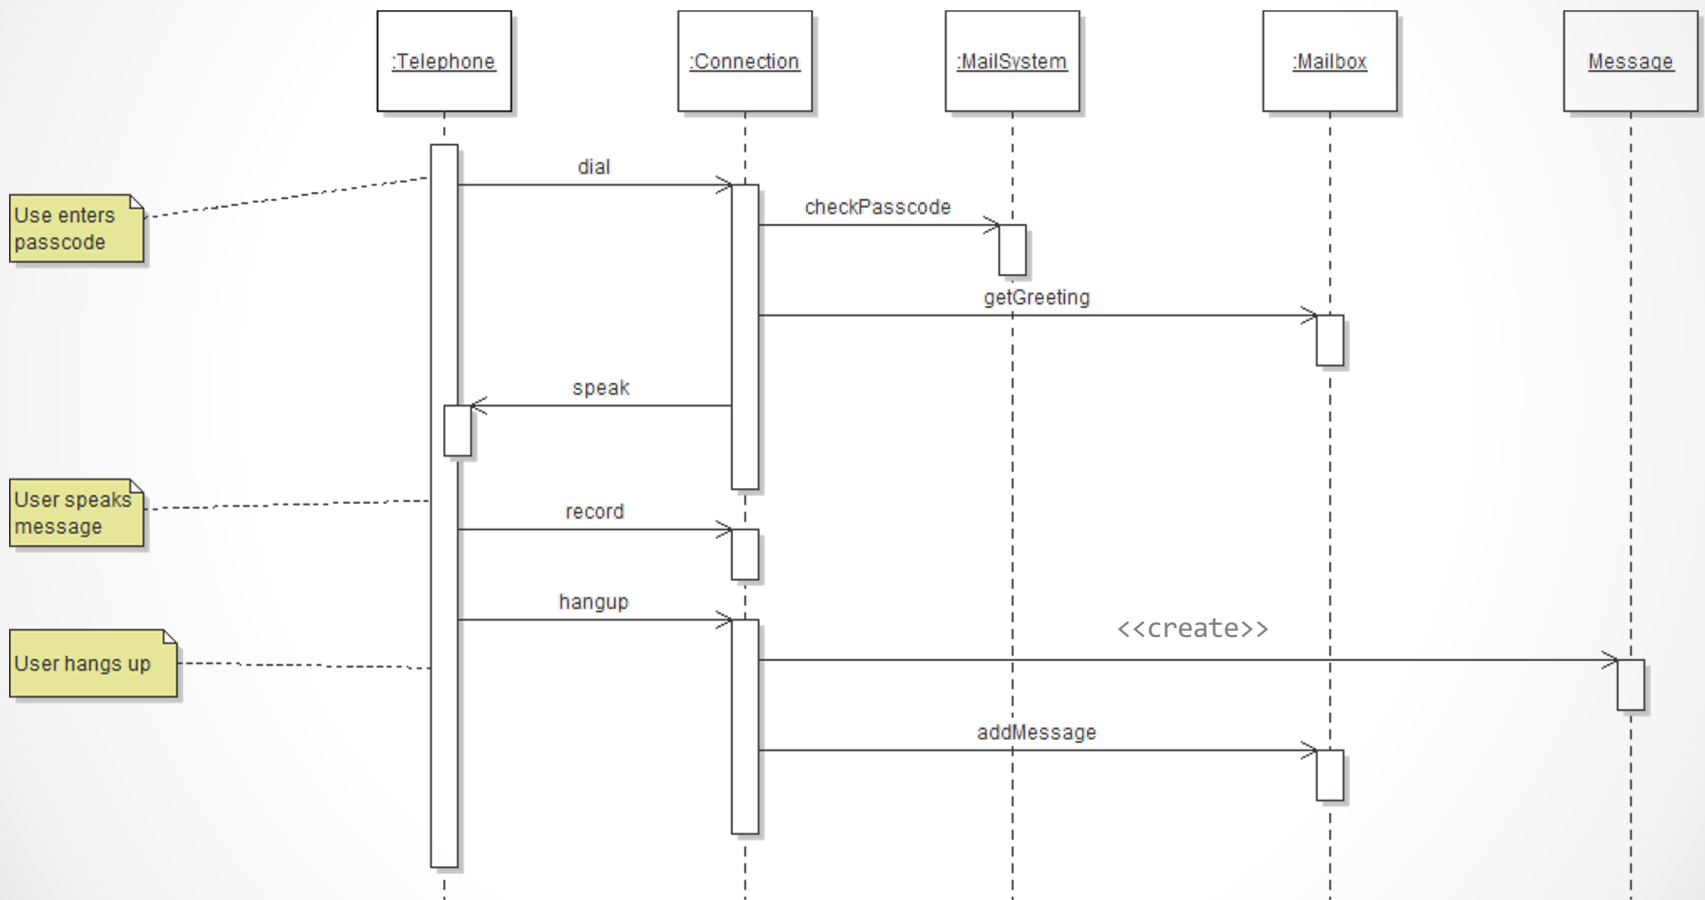 :Telephone
:Connection
:MailSystem
:Mailbox
Message
dial
Use enters
passcode
checkPasscode
getGreeting
speak
User speaks
message
record
hangup
<<create>>
User hangs up
addMessage